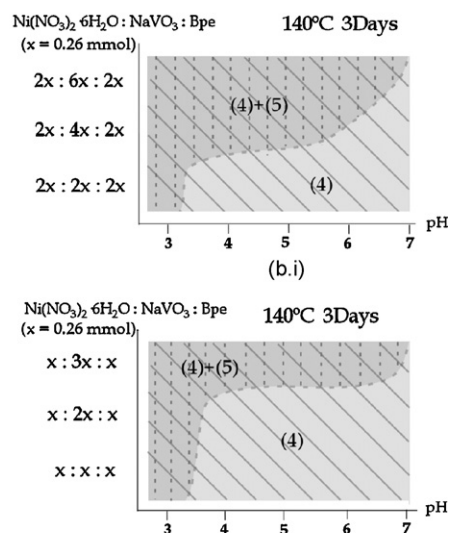 Ni(NO₃)₂·6H₂O : NaVO₃ : Bpe
(x = 0.26 mmol)
140ºC 3Days
2x : 6x : 2x
2x : 4x : 2x
2x : 2x : 2x
(4)+(5)
(4)
3 4 5 6 7
pH
(b.i)
Ni(NO₃)₂·6H₂O : NaVO₃ : Bpe
(x = 0.26 mmol)
140ºC 3Days
x : 3x : x
x : 2x : x
x : x : x
(4)+(5)
(4)
3 4 5 6 7
pH